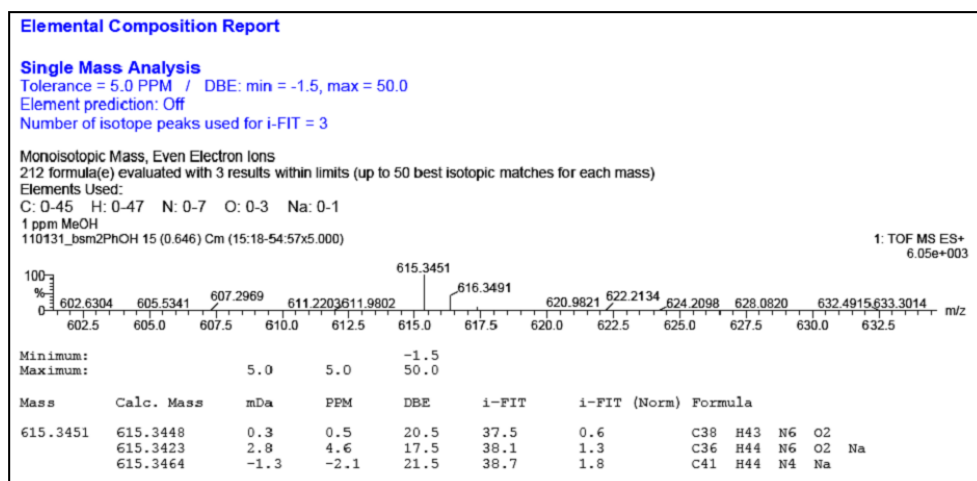 Elemental Composition Report
Single Mass Analysis
Tolerance = 5.0 PPM / DBE: min = -1.5, max = 50.0
Element prediction: Off
Number of isotope peaks used for i-FIT = 3
Monoisotopic Mass, Even Electron Ions
212 formula(e) evaluated with 3 results within limits (up to 50 best isotopic matches for each mass)
Elements Used:
C: 0-45 H: 0-47 N: 0-7 O: 0-3 Na: 0-1
1 ppm MeOH
110131_bsm2PhOH 15 (0.646) Cm (15:18-54:57x5.000)
1: TOF MS ES+
6.05e+003
100
%
0
615.3451
616.3491
602.6304 605.5341 607.2969 611.2203 611.9802 620.9821 622.2134 624.2098 628.0820 632.4915 633.3014
m/z
602.5 605.0 607.5 610.0 612.5 615.0 617.5 620.0 622.5 625.0 627.5 630.0 632.5
Minimum: -1.5
Maximum: 5.0 5.0 50.0
Mass Calc. Mass mDa PPM DBE i-FIT i-FIT (Norm) Formula
615.3451 615.3448 0.3 0.5 20.5 37.5 0.6 C38 H43 N6 O2
615.3423 2.8 4.6 17.5 38.1 1.3 C36 H44 N6 O2 Na
615.3464 -1.3 -2.1 21.5 38.7 1.8 C41 H44 N4 Na